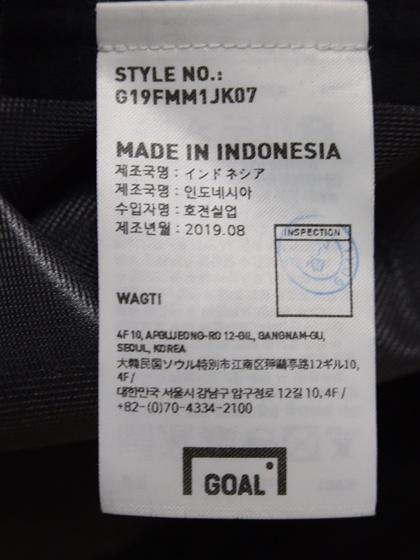 STYLE NO.:
G19FMM1JK07
MADE IN INDONESIA
제조국명 : インドネシア
제조국명 : 인도네시아
수입자명 : 호전실업
제조년월 : 2019.08
INSPECTION
WAGTI
4F 10, APGUJEONG-RO 12-GIL, GANGNAM-GU,
SEOUL, KOREA
大韓民国ソウル特別市江南区狎鷗亭路12ギル10,
4F /
대한민국 서울시 강남구 압구정로 12길 10, 4F /
+82-(0)70-4334-2100
GOAL